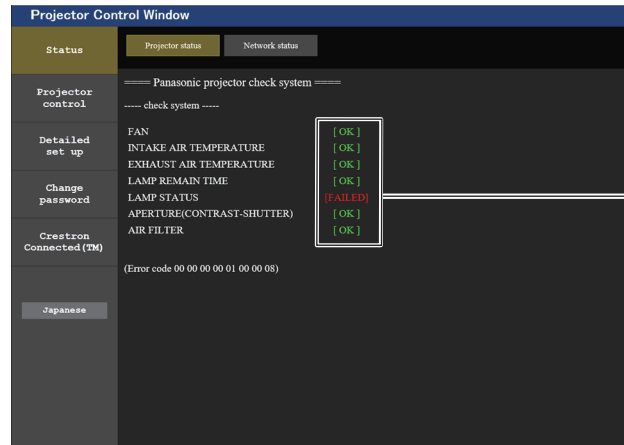 Projector Control Window
Status
Projector status
Network status
Projector
control
Detailed
set up
Change
password
Crestron
Connected(TM)
Japanese
==== Panasonic projector check system ====
----- check system -----
FAN [ OK ]
INTAKE AIR TEMPERATURE [ OK ]
EXHAUST AIR TEMPERATURE [ OK ]
LAMP REMAIN TIME [ OK ]
LAMP STATUS [FAILED]
APERTURE(CONTRAST-SHUTTER) [ OK ]
AIR FILTER [ OK ]
(Error code 00 00 00 00 01 00 00 08)